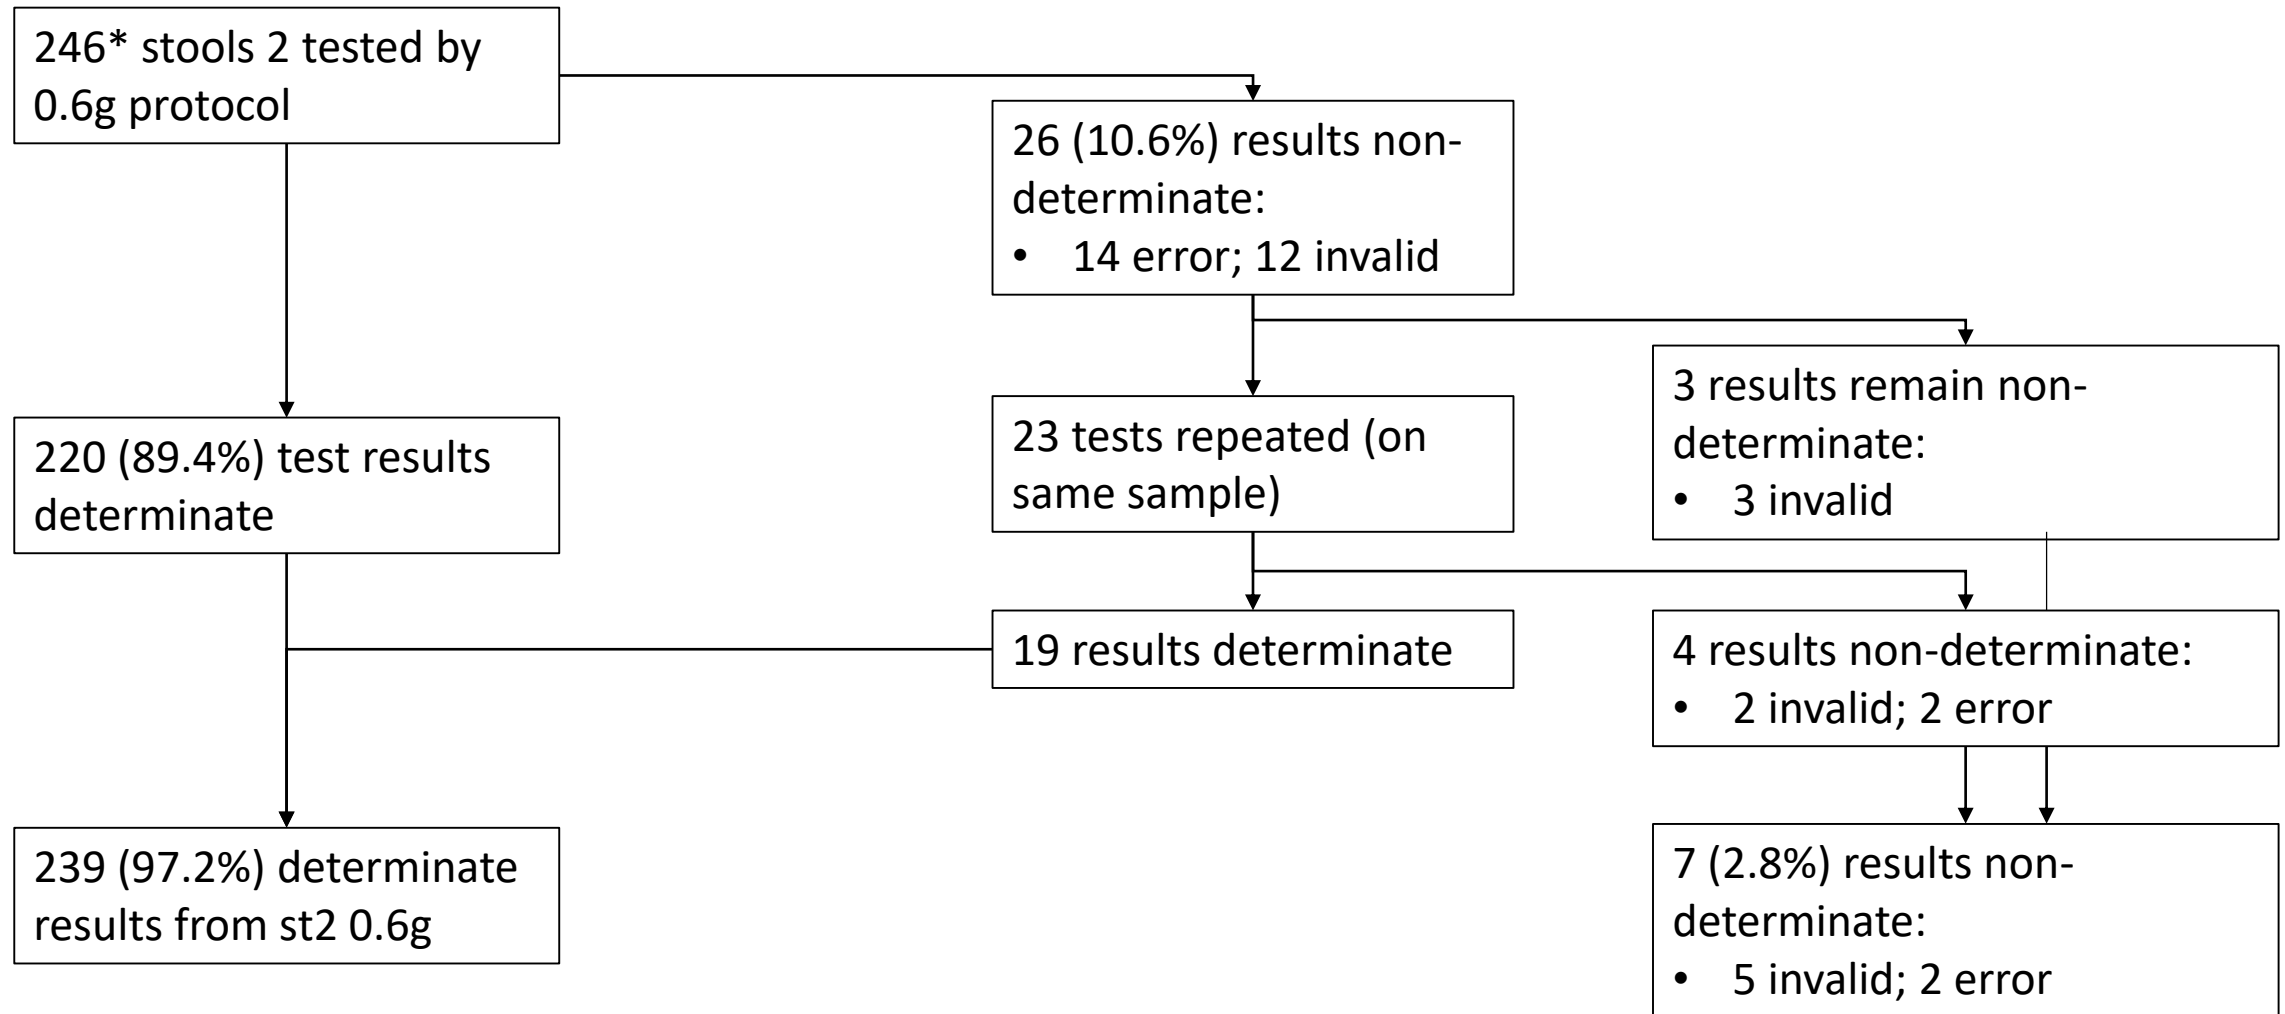 246* stools 2 tested by
0.6g protocol
26 (10.6%) results non-
determinate:
• 14 error; 12 invalid
3 results remain non-
determinate:
• 3 invalid
23 tests repeated (on
same sample)
220 (89.4%) test results
determinate
19 results determinate
4 results non-determinate:
• 2 invalid; 2 error
239 (97.2%) determinate
results from st2 0.6g
7 (2.8%) results non-
determinate:
• 5 invalid; 2 error